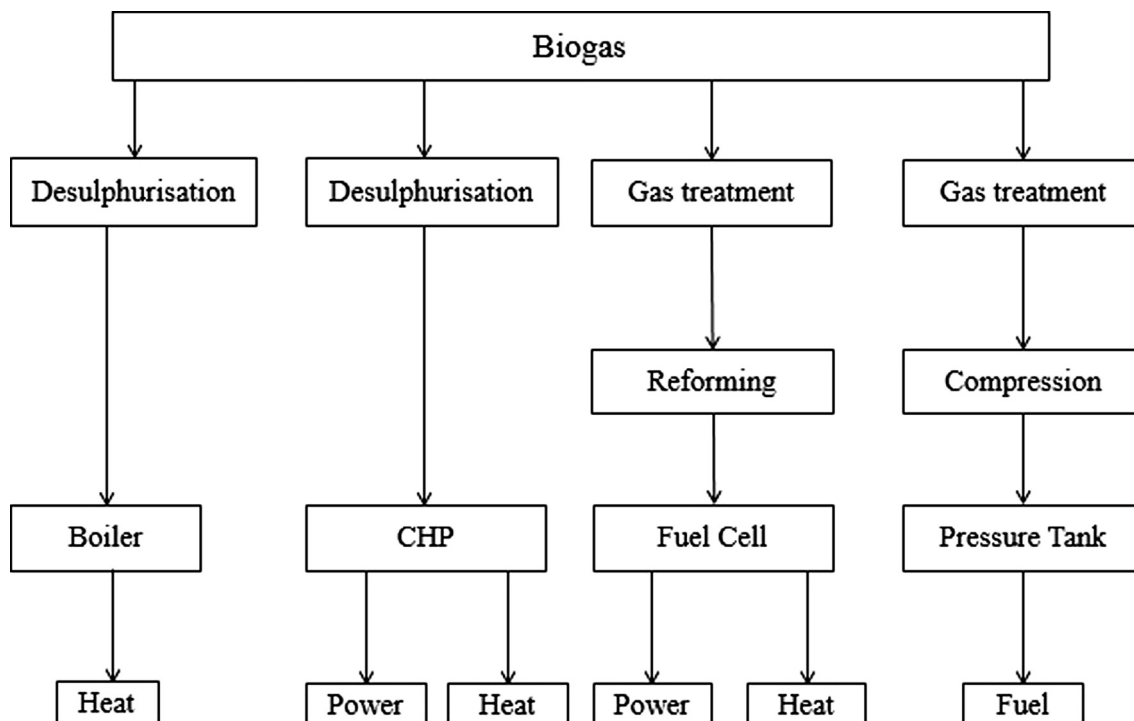 Biogas
Desulphurisation
Desulphurisation
Gas treatment
Gas treatment
Reforming
Compression
Boiler
CHP
Fuel Cell
Pressure Tank
Heat
Power
Heat
Power
Heat
Fuel